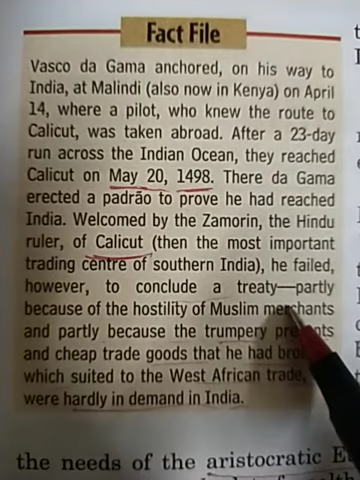 Fact File
Vasco da Gama anchored, on his way to
India, at Malindi (also now in Kenya) on April
14, where a pilot, who knew the route to
Calicut, was taken abroad. After a 23-day
run across the Indian Ocean, they reached
Calicut on May 20, 1498. There da Gama
erected a padrão to prove he had reached
India. Welcomed by the Zamorin, the Hindu
ruler, of Calicut (then the most important
trading centre of southern India), he failed,
however, to conclude a treaty—partly
because of the hostility of Muslim merchants
and partly because the trumpery presents
and cheap trade goods that he had
which suited to the West African trade,
were hardly in demand in India.
the needs of the aristocratic